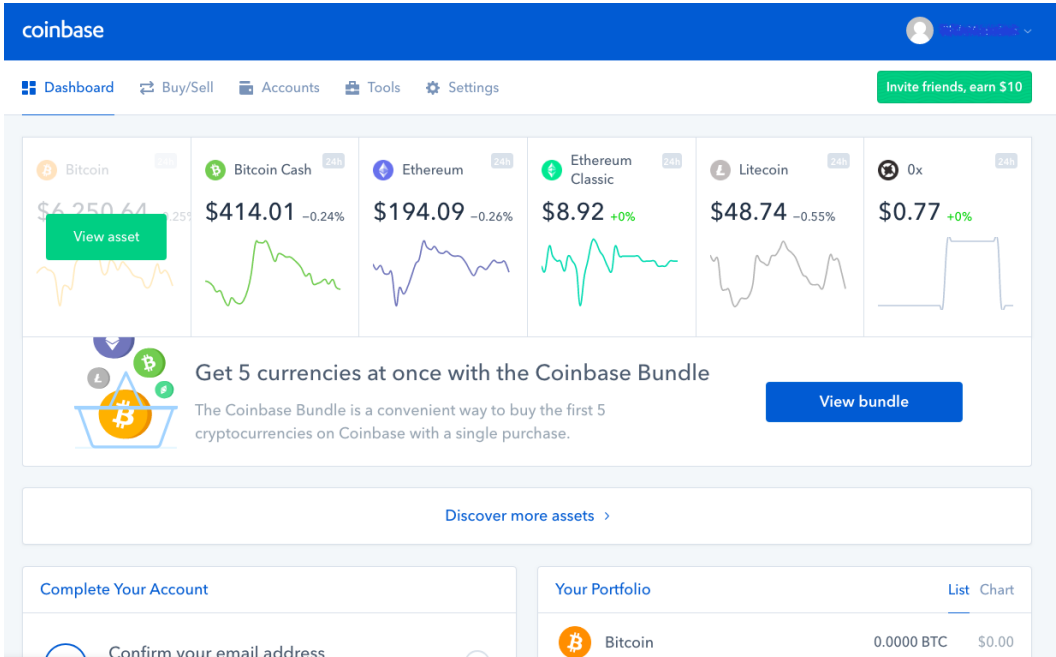 coinbase
Dashboard Buy/Sell Accounts Tools Settings
Invite friends, earn $10
Bitcoin 24h
$6,250.64
View asset
Bitcoin Cash 24h
$414.01 -0.24%
Ethereum 24h
$194.09 -0.26%
Ethereum 24h
Classic
$8.92 +0%
Litecoin 24h
$48.74 -0.55%
0x 24h
$0.77 +0%
Get 5 currencies at once with the Coinbase Bundle
The Coinbase Bundle is a convenient way to buy the first 5
cryptocurrencies on Coinbase with a single purchase.
View bundle
Discover more assets
Complete Your Account
Confirm your email address
Your Portfolio List Chart
Bitcoin 0.0000 BTC $0.00